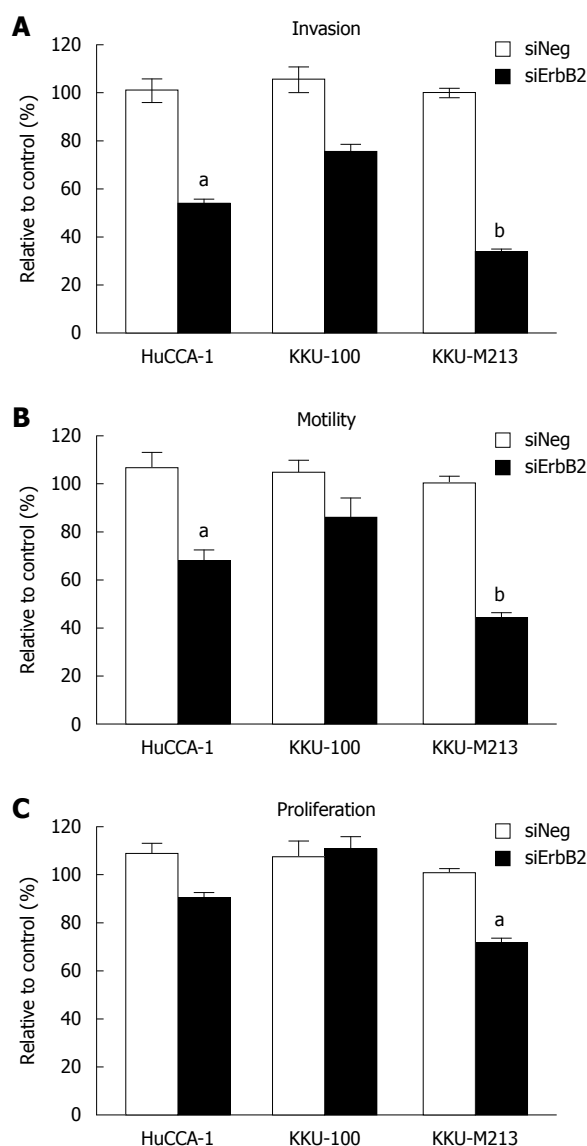 A
Invasion
120
100
80
60
40
20
0
Relative to control (%)
siNeg
siErbB2
a
b
HuCCA-1 KKU-100 KKU-M213
B
Motility
120
100
80
60
40
20
0
Relative to control (%)
siNeg
siErbB2
a
b
HuCCA-1 KKU-100 KKU-M213
C
Proliferation
120
100
80
60
40
20
0
Relative to control (%)
siNeg
siErbB2
a
HuCCA-1 KKU-100 KKU-M213